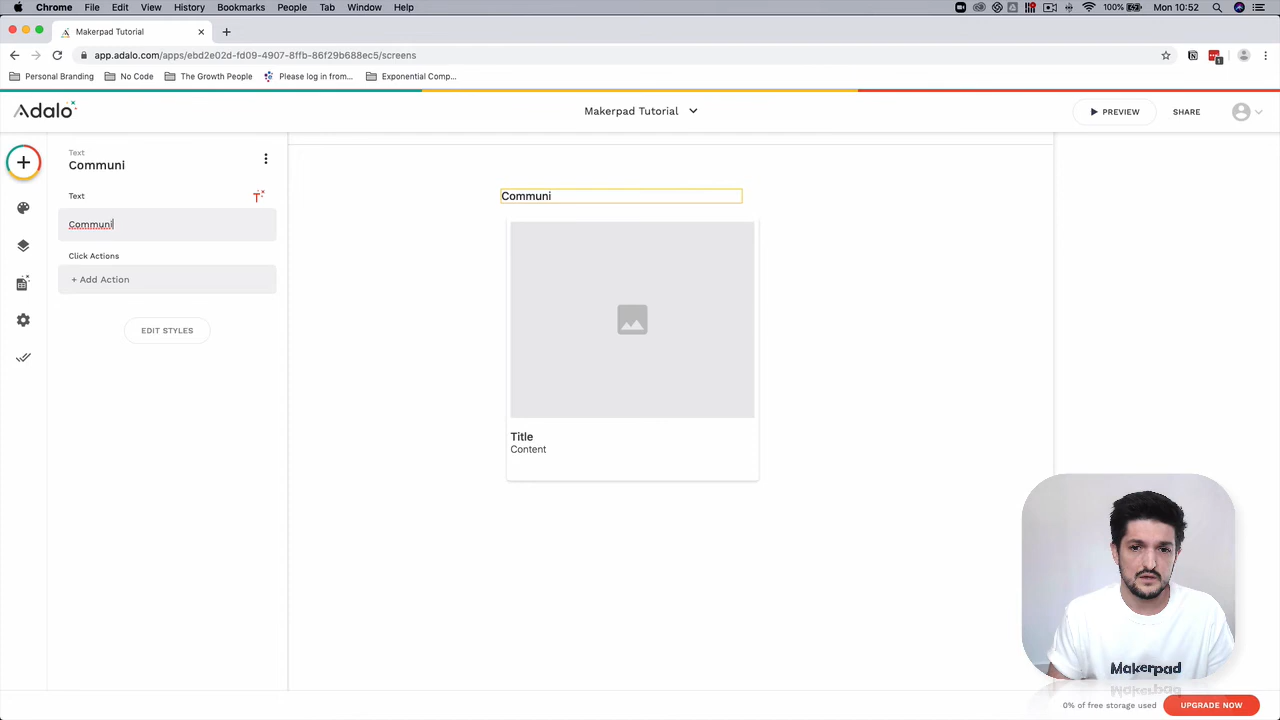 Chrome File Edit View History Bookmarks People Tab Window Help 100% Mon 10:52
Makerpad Tutorial
app.adalo.com/apps/ebd2e02d-fd09-4907-8ffb-86f29b688ec5/screens
Personal Branding No Code The Growth People Please log in from... Exponential Comp...
Adalo Makerpad Tutorial PREVIEW SHARE
Text
Communi
Text
Communi
Click Actions
+ Add Action
EDIT STYLES
Communi
Title
Content
Makerpad
0% of free storage used UPGRADE NOW